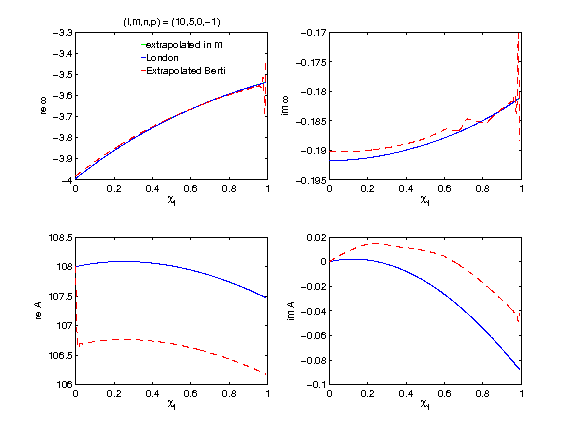 (l,m,n,p) = (10,5,0,−1)
−3.3
−3.4
−3.5
−3.6
−3.7
−3.8
−3.9
−4
re ω
extrapolated in m
London
Extrapolated Berti
0 0.2 0.4 0.6 0.8 1
χf
−0.17
−0.175
−0.18
−0.185
−0.19
−0.195
im ω
0 0.2 0.4 0.6 0.8 1
χf
108.5
108
107.5
107
106.5
106
re A
0 0.2 0.4 0.6 0.8 1
χf
0.02
0
−0.02
−0.04
−0.06
−0.08
−0.1
im A
0 0.2 0.4 0.6 0.8 1
χf